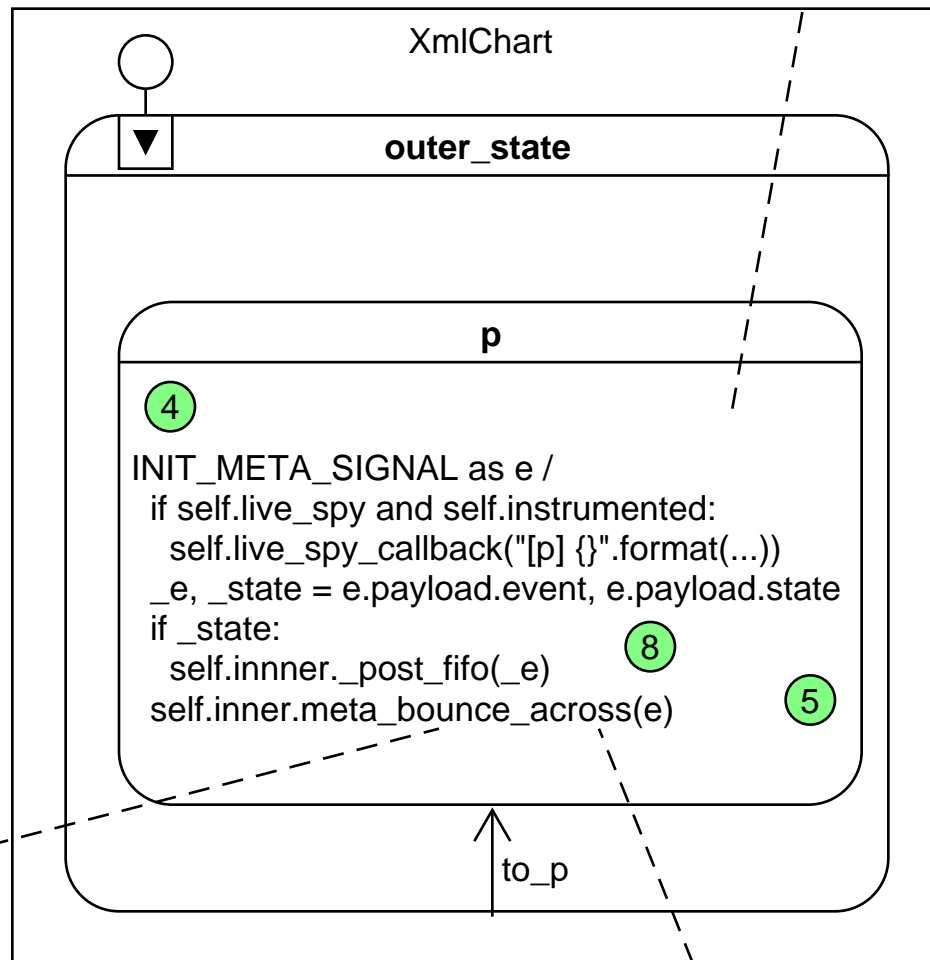 XmlChart
outer_state
p
4
INIT_META_SIGNAL as e /
if self.live_spy and self.instrumented:
self.live_spy_callback("[p] {}".format(...))
_e, _state = e.payload.event, e.payload.state
if _state:
8
self.innner._post_fifo(_e)
5
self.inner.meta_bounce_across(e)
to_p